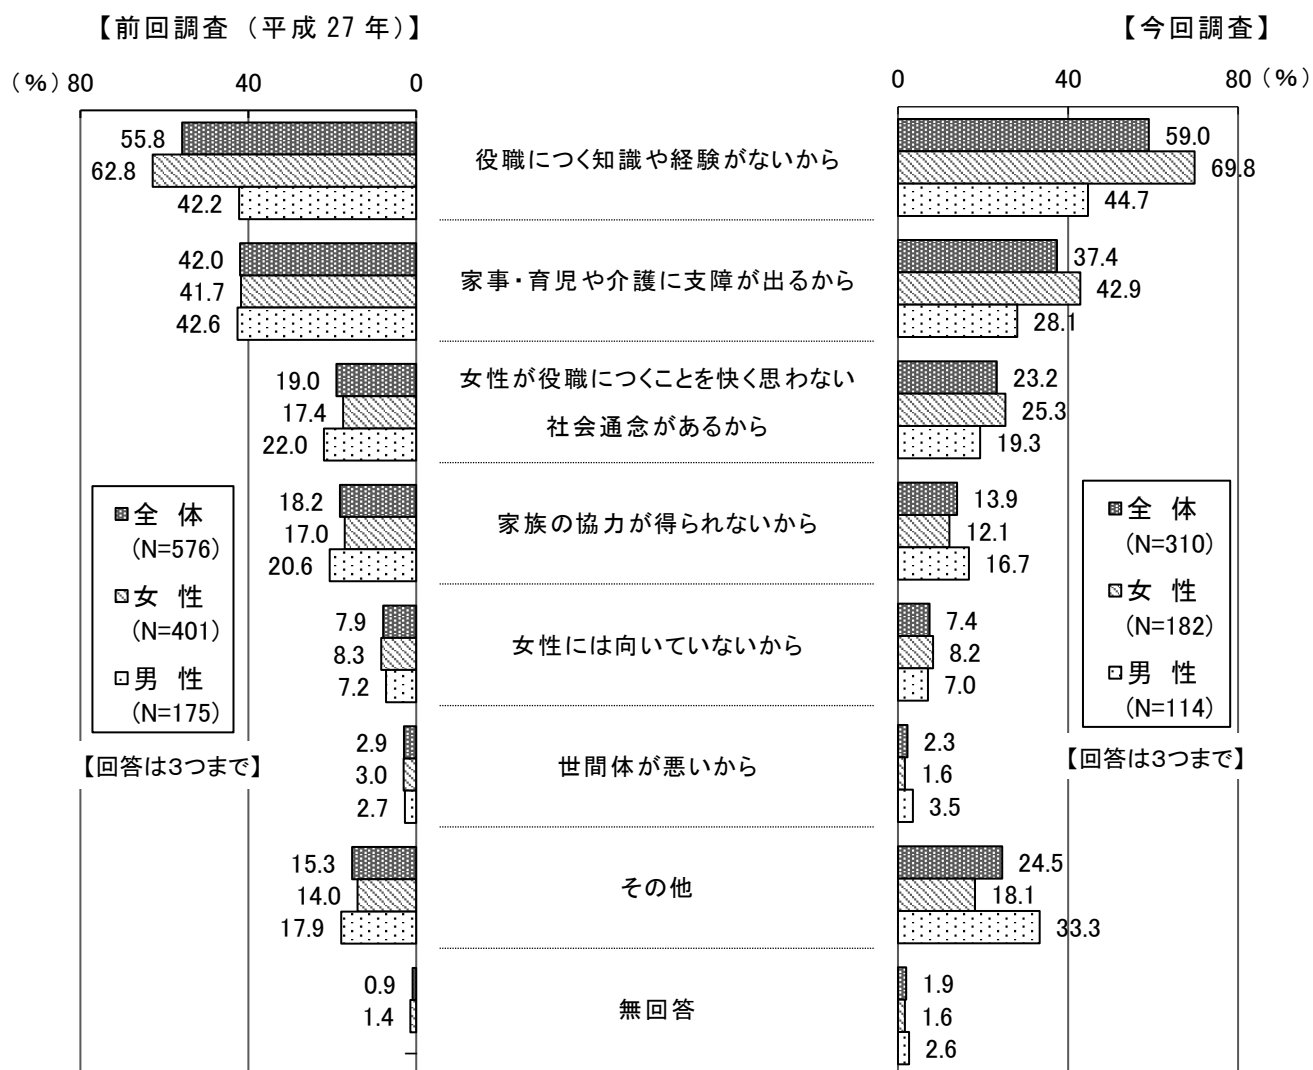 【前回調査（平成27年）】
【今回調査】
（%）80 40 0
0 40 80（%）
55.8
62.8
42.2
役職につく知識や経験がないから
59.0
69.8
44.7
42.0
41.7
42.6
家事・育児や介護に支障が出るから
37.4
42.9
28.1
19.0
17.4
22.0
女性が役職につくことを快く思わない
社会通念があるから
23.2
25.3
19.3
18.2
17.0
20.6
家族の協力が得られないから
13.9
12.1
16.7
7.9
8.3
7.2
女性には向いていないから
7.4
8.2
7.0
2.9
3.0
2.7
世間体が悪いから
2.3
1.6
3.5
15.3
14.0
17.9
その他
24.5
18.1
33.3
0.9
1.4
－
無回答
1.9
1.6
2.6
全 体
（N=576）
女 性
（N=401）
男 性
（N=175）
【回答は3つまで】
全 体
（N=310）
女 性
（N=182）
男 性
（N=114）
【回答は3つまで】